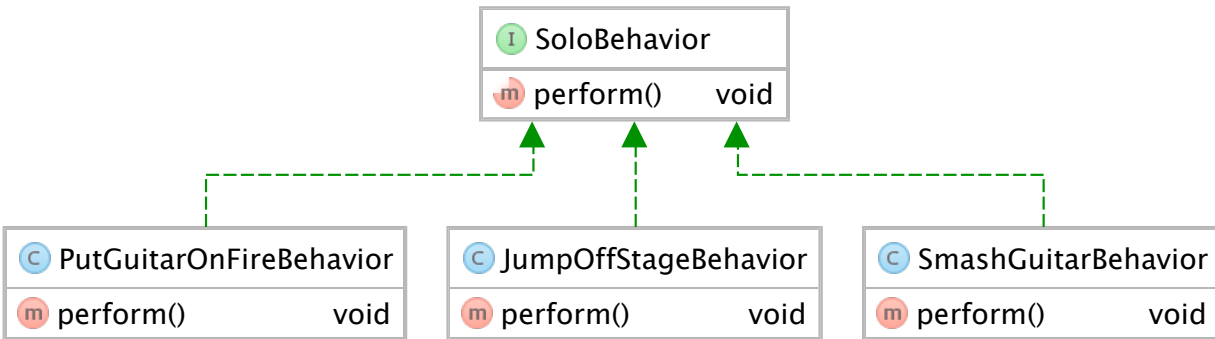 I SoloBehavior
m perform() void
C PutGuitarOnFireBehavior
m perform() void
C JumpOffStageBehavior
m perform() void
C SmashGuitarBehavior
m perform() void